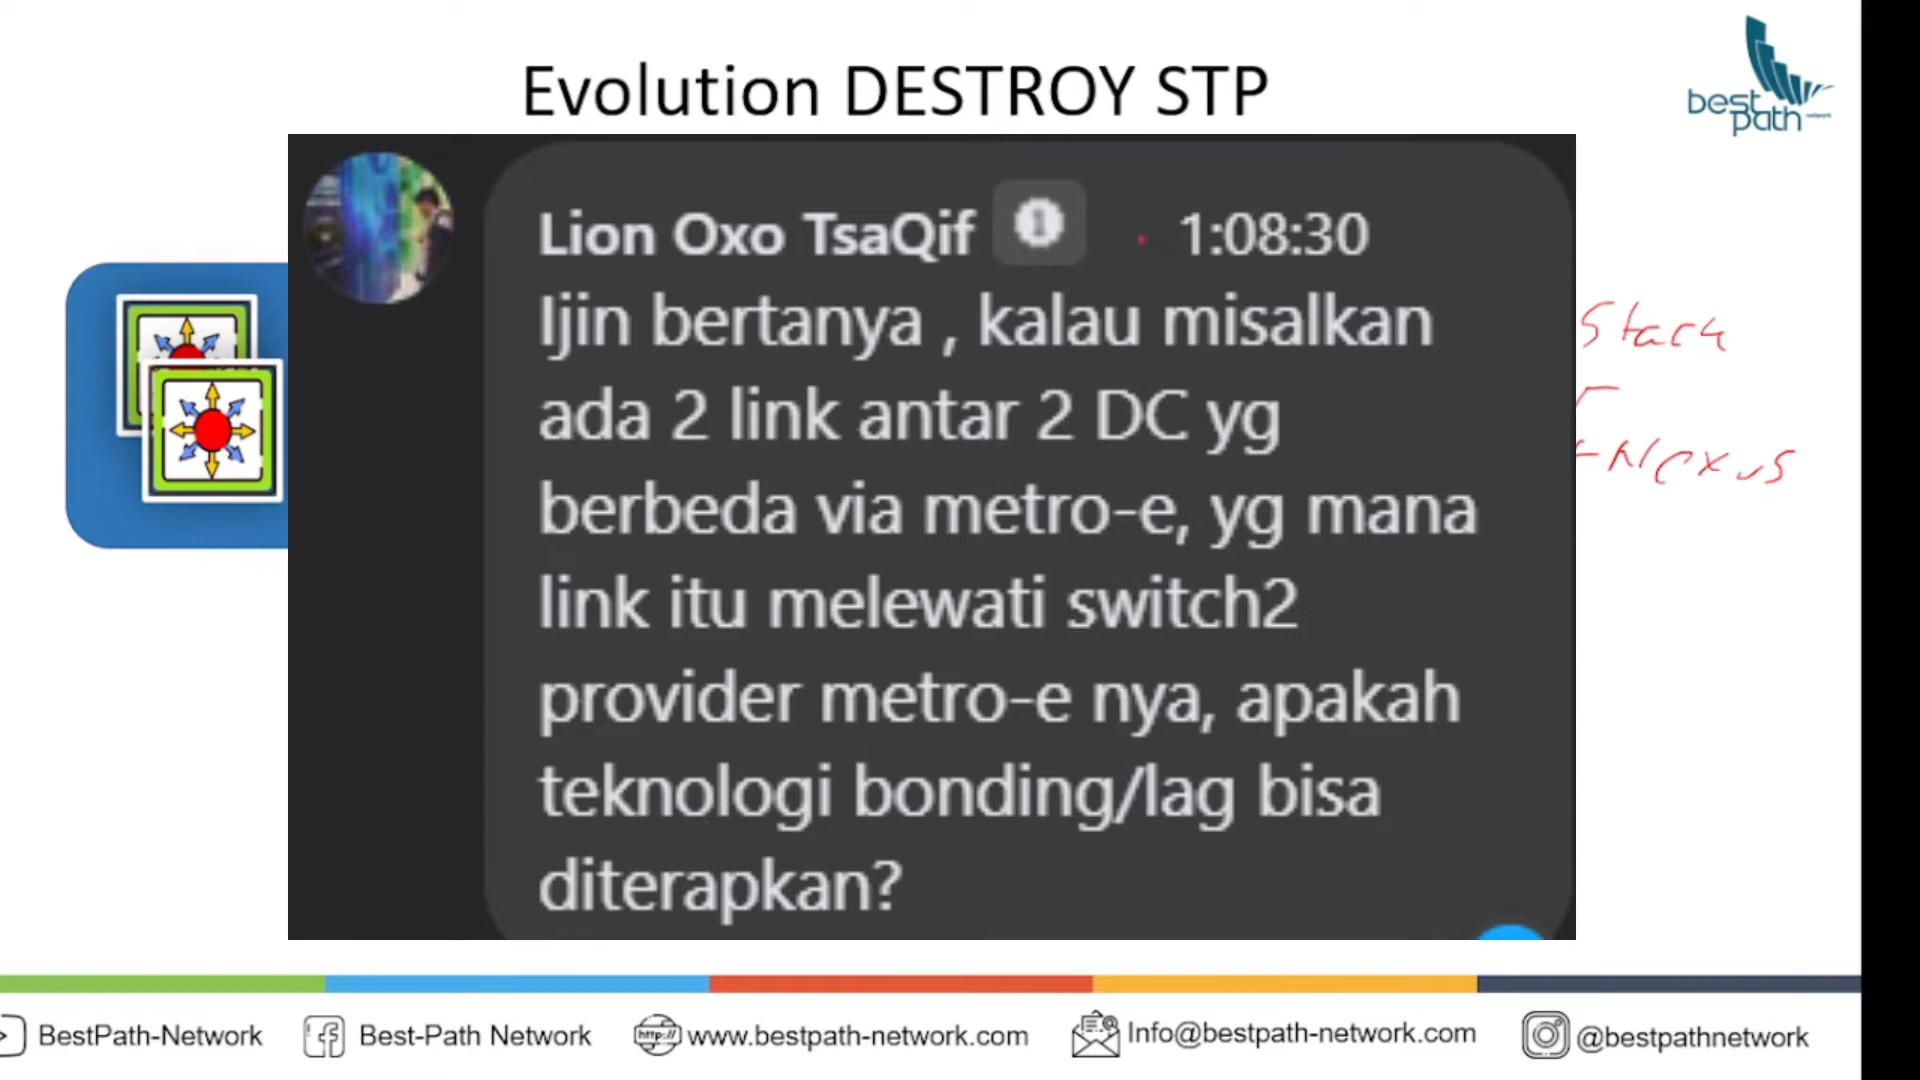 Evolution DESTROY STP
best
path
Lion Oxo TsaQif 1:08:30
Ijin bertanya , kalau misalkan
ada 2 link antar 2 DC yg
berbeda via metro-e, yg mana
link itu melewati switch2
provider metro-e nya, apakah
teknologi bonding/lag bisa
diterapkan?
Nexus
BestPath-Network
Best-Path Network
http://
www.bestpath-network.com
Info@bestpath-network.com
@bestpathnetwork